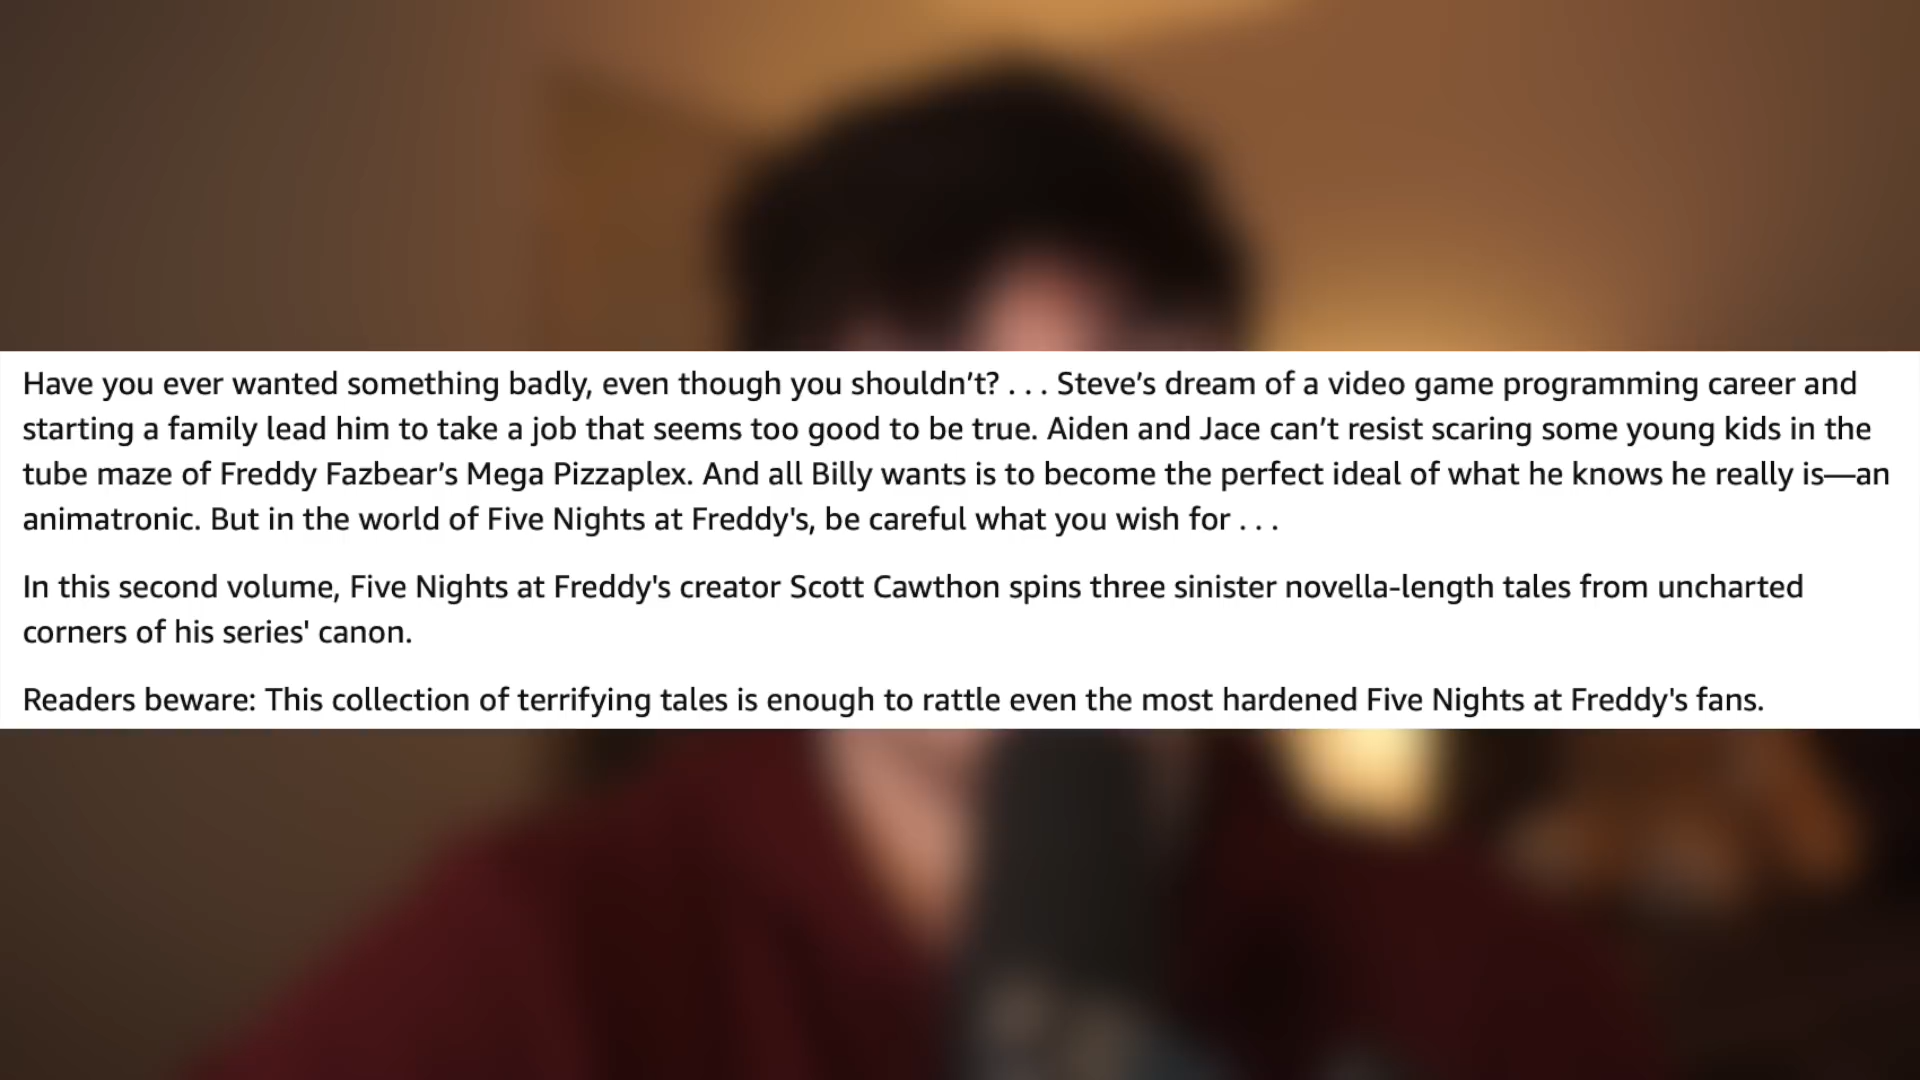 Have you ever wanted something badly, even though you shouldn’t? . . . Steve’s dream of a video game programming career and
starting a family lead him to take a job that seems too good to be true. Aiden and Jace can’t resist scaring some young kids in the
tube maze of Freddy Fazbear’s Mega Pizzaplex. And all Billy wants is to become the perfect ideal of what he knows he really is—an
animatronic. But in the world of Five Nights at Freddy's, be careful what you wish for . . .
In this second volume, Five Nights at Freddy's creator Scott Cawthon spins three sinister novella-length tales from uncharted
corners of his series' canon.
Readers beware: This collection of terrifying tales is enough to rattle even the most hardened Five Nights at Freddy's fans.